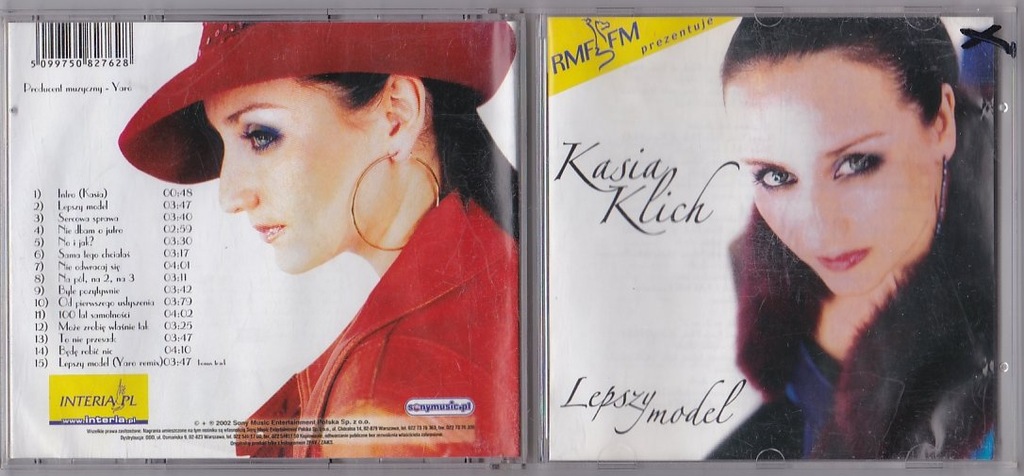 5 099750 827628
Producent muzyczny - Yaro
1) Intro (Kasia) 00:48
2) Lepszy model 03:47
3) Sercowa sprawa 03:40
4) Nie dbam o jutro 02:59
5) No i jak? 03:30
6) Sama tego chciałaś 03:17
7) Nie odwracaj się 04:01
8) Na pół, na 2, na 3 03:11
9) Byle pozytywnie 03:42
10) Od pierwszego usłyszenia 03:79
11) 100 lat samotności 04:02
12) Może zrobię właśnie tak 03:25
13) To nie przesada 03:47
14) Będę robić nic 04:10
15) Lepszy model (Yaro remix) 03:47
INTERIA.PL
www.interia.pl
sonymusic.pl
© + ℗ 2002 Sony Music Entertainment Polska Sp. z o.o.
RMF FM
prezentuje
Kasia
Klich
Lepszy
model